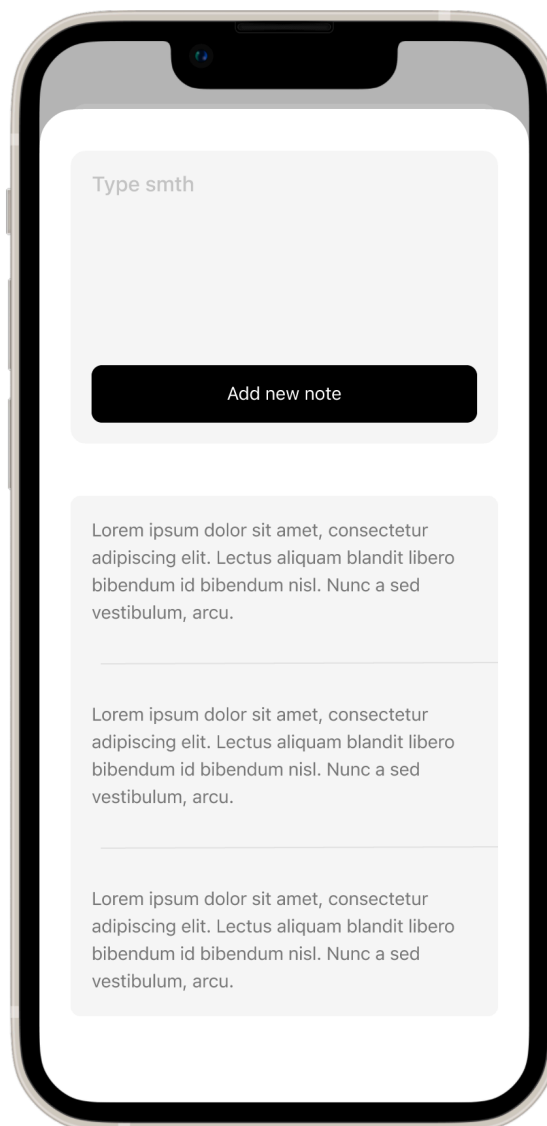 Type smth
Add new note
Lorem ipsum dolor sit amet, consectetur
adipiscing elit. Lectus aliquam blandit libero
bibendum id bibendum nisl. Nunc a sed
vestibulum, arcu.
Lorem ipsum dolor sit amet, consectetur
adipiscing elit. Lectus aliquam blandit libero
bibendum id bibendum nisl. Nunc a sed
vestibulum, arcu.
Lorem ipsum dolor sit amet, consectetur
adipiscing elit. Lectus aliquam blandit libero
bibendum id bibendum nisl. Nunc a sed
vestibulum, arcu.